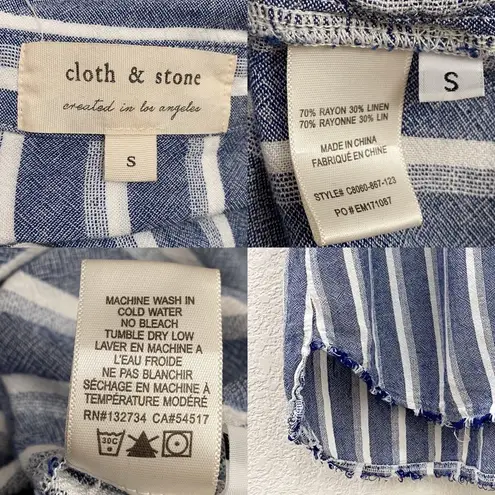 cloth & stone
created in los angeles
S
S
70% RAYON 30% LINEN
70% RAYONNE 30% LIN
MADE IN CHINA
FABRIQUÉ EN CHINE
STYLE# C8060-867-123
PO # EM171087
MACHINE WASH IN
COLD WATER
NO BLEACH
TUMBLE DRY LOW
LAVER EN MACHINE A
L'EAU FROIDE
NE PAS BLANCHIR
SÉCHAGE EN MACHINE À
TEMPÉRATURE MODÉRÉ
RN#132734 CA#54517
30C